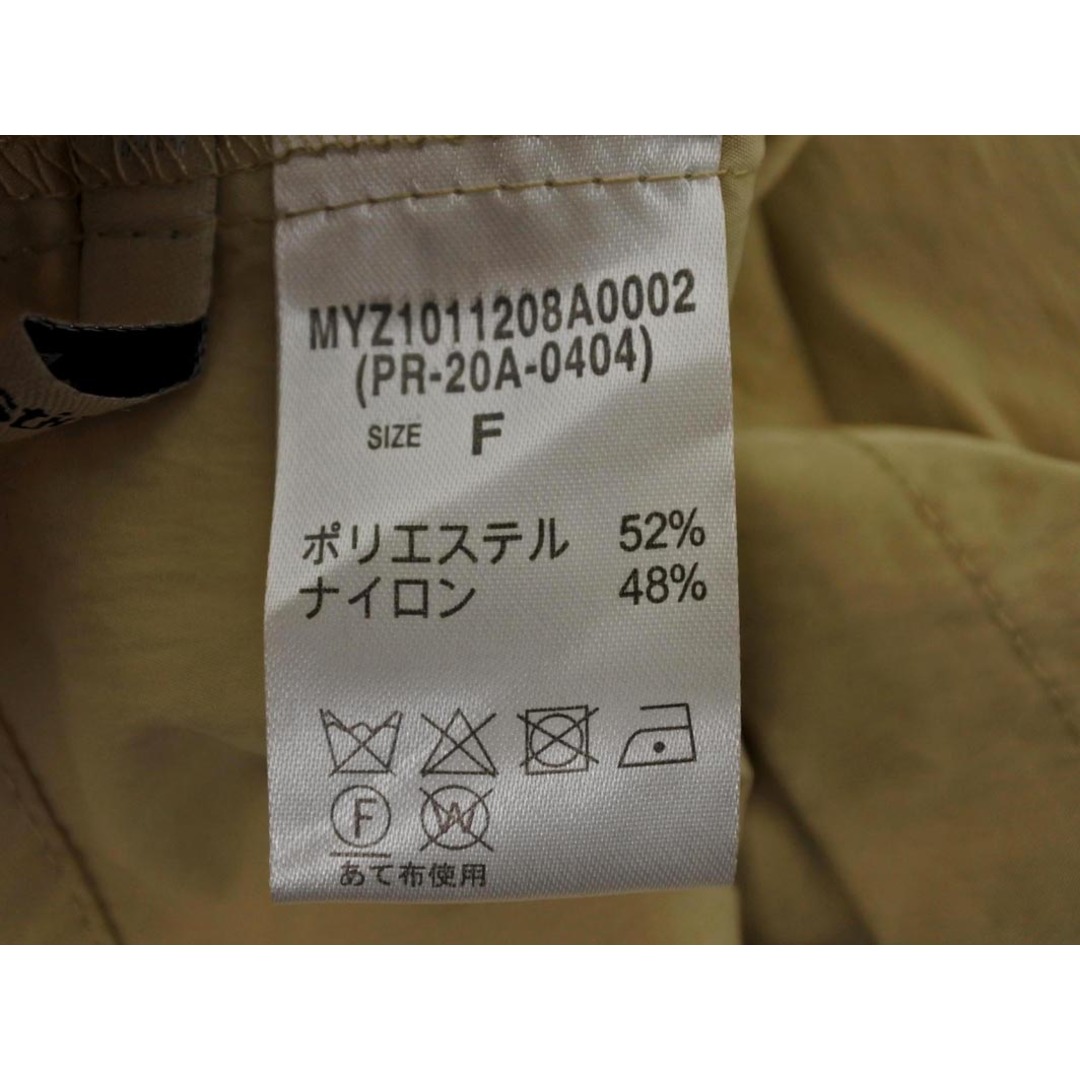 MYZ1011208A0002
(PR-20A-0404)
SIZE F
ポリエステル 52%
ナイロン 48%
F W
あて布使用